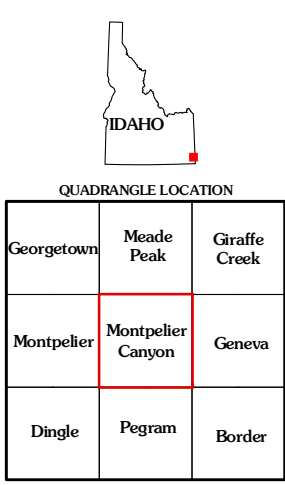 IDAHO
QUADRANGLE LOCATION
Georgetown
Meade
Peak
Giraffe
Creek
Montpelier
Montpelier
Canyon
Geneva
Dingle
Pegram
Border